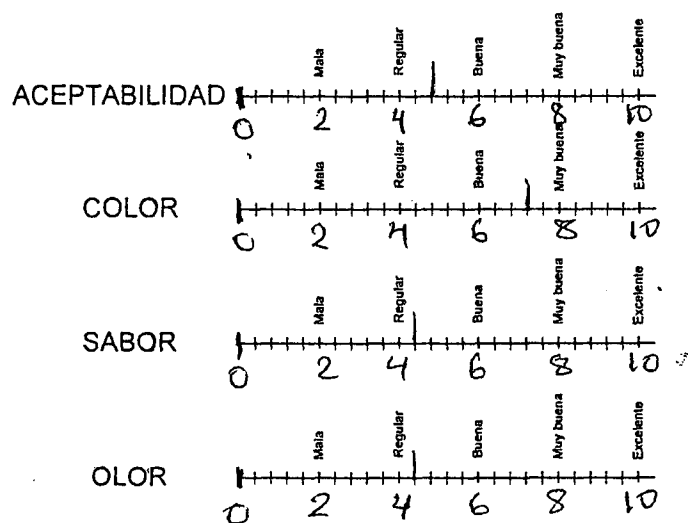 Mala Regular Buena Muy buena Excelente
ACEPTABILIDAD
0 2 4 6 8 10
Mala Regular Buena Muy buena Excelente
COLOR
0 2 4 6 8 10
Mala Regular Buena Muy buena Excelente
SABOR
0 2 4 6 8 10
Mala Regular Buena Muy buena Excelente
OLOR
0 2 4 6 8 10